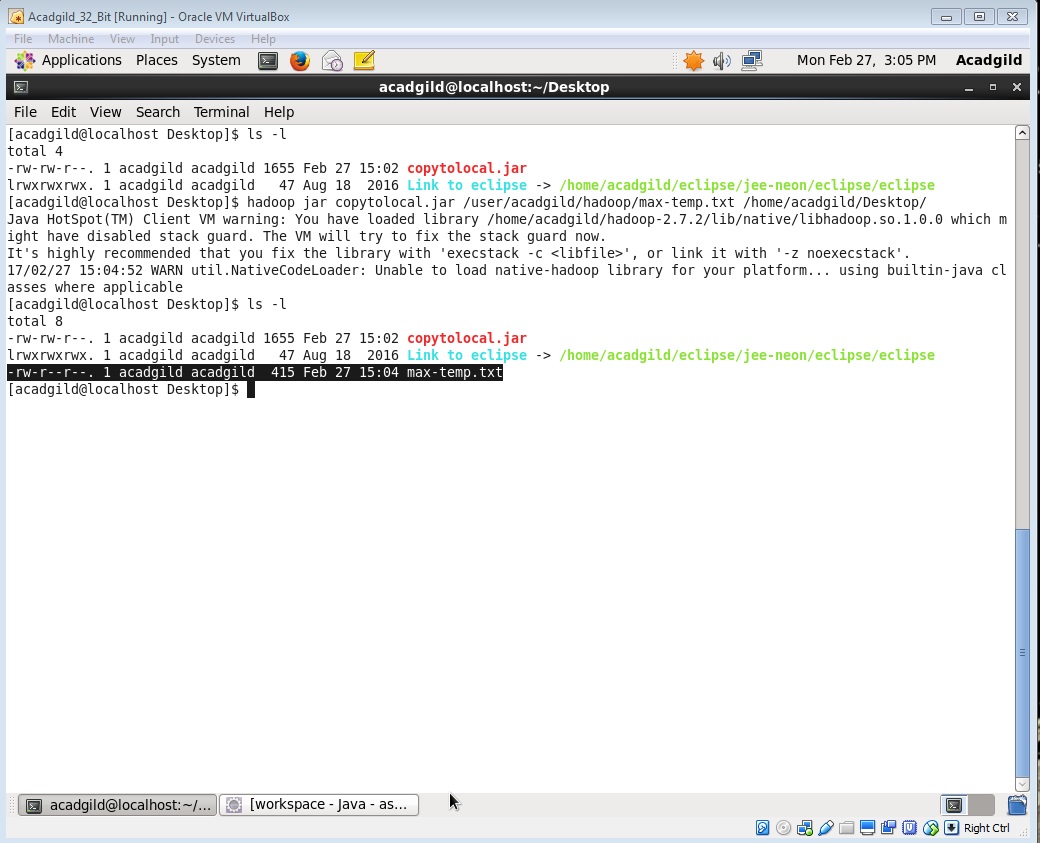 Acadgild_32_Bit [Running] - Oracle VM VirtualBox
File Machine View Input Devices Help
Applications Places System Mon Feb 27, 3:05 PM Acadgild
acadgild@localhost:~/Desktop
File Edit View Search Terminal Help
[acadgild@localhost Desktop]$ ls -l
total 4
-rw-rw-r--. 1 acadgild acadgild 1655 Feb 27 15:02 copytolocal.jar
lrwxrwxrwx. 1 acadgild acadgild   47 Aug 18  2016 Link to eclipse -> /home/acadgild/eclipse/jee-neon/eclipse/eclipse
[acadgild@localhost Desktop]$ hadoop jar copytolocal.jar /user/acadgild/hadoop/max-temp.txt /home/acadgild/Desktop/
Java HotSpot(TM) Client VM warning: You have loaded library /home/acadgild/hadoop-2.7.2/lib/native/libhadoop.so.1.0.0 which m
ight have disabled stack guard. The VM will try to fix the stack guard now.
It's highly recommended that you fix the library with 'execstack -c <libfile>', or link it with '-z noexecstack'.
17/02/27 15:04:52 WARN util.NativeCodeLoader: Unable to load native-hadoop library for your platform... using builtin-java cl
asses where applicable
[acadgild@localhost Desktop]$ ls -l
total 8
-rw-rw-r--. 1 acadgild acadgild 1655 Feb 27 15:02 copytolocal.jar
lrwxrwxrwx. 1 acadgild acadgild   47 Aug 18  2016 Link to eclipse -> /home/acadgild/eclipse/jee-neon/eclipse/eclipse
-rw-r--r--. 1 acadgild acadgild  415 Feb 27 15:04 max-temp.txt
[acadgild@localhost Desktop]$
acadgild@localhost:~/... [workspace - Java - as...
Right Ctrl